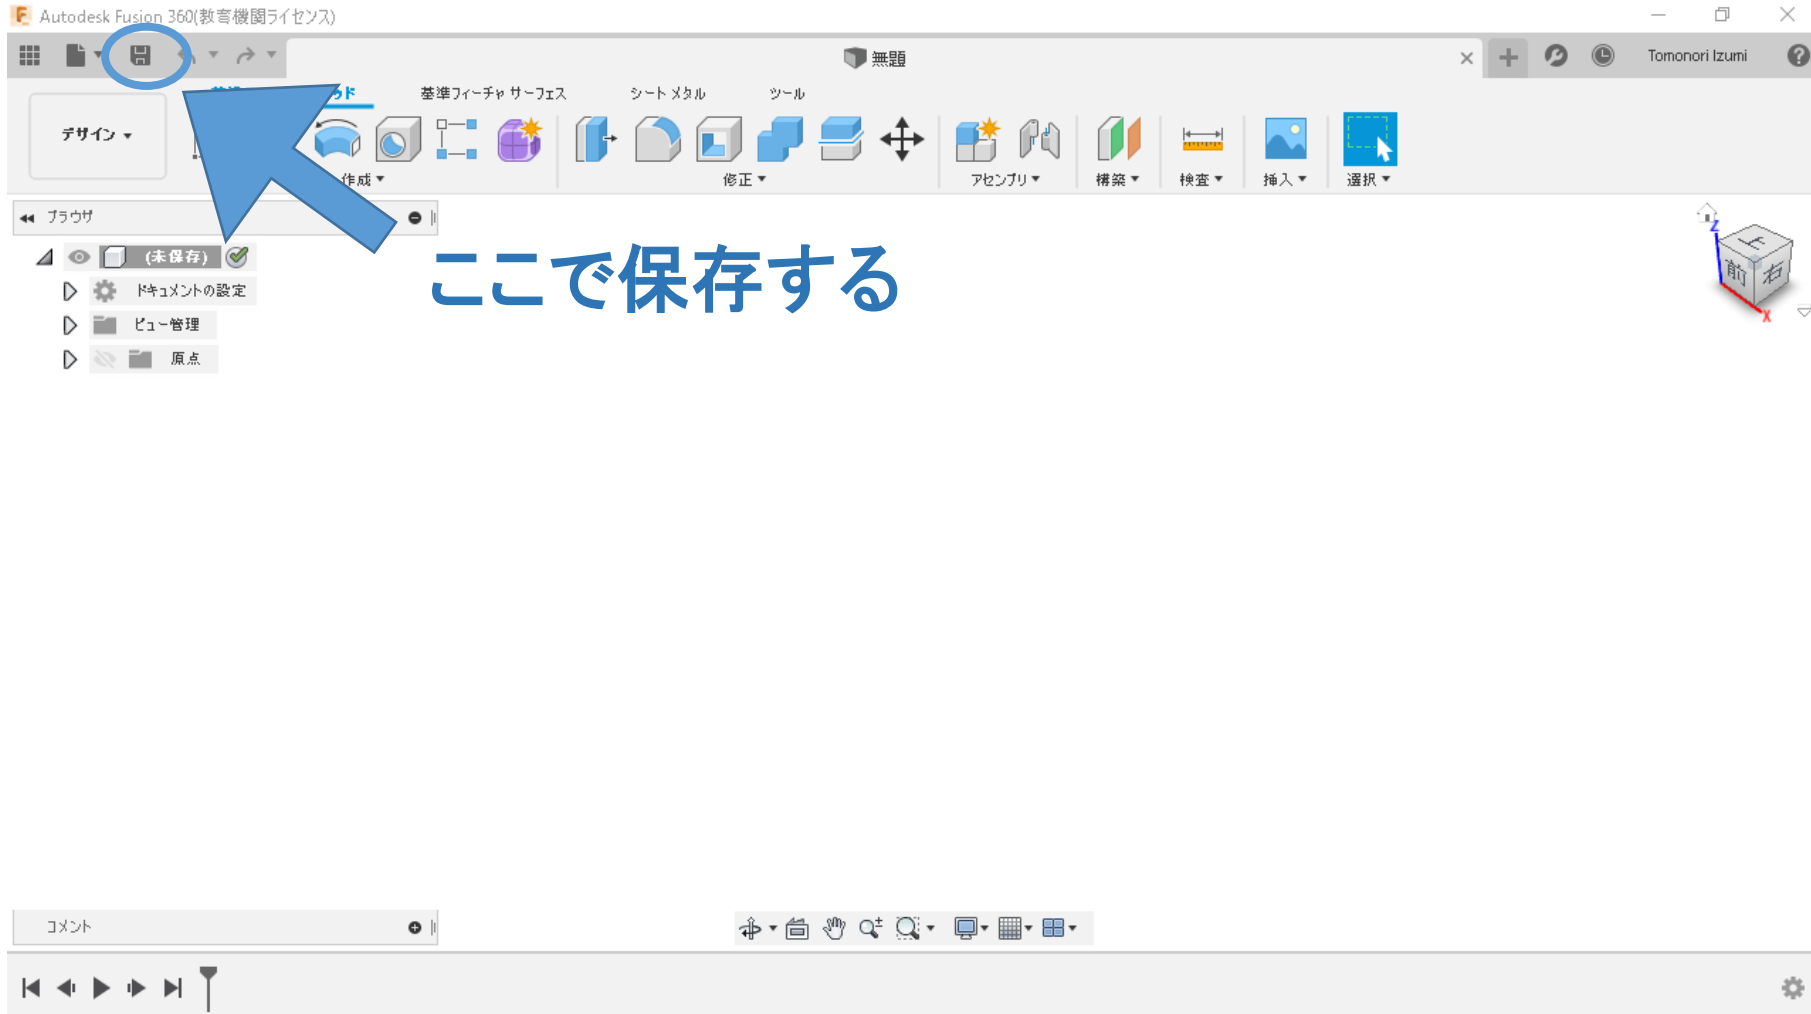 Autodesk Fusion 360(教育機関ライセンス)
無題
Tomonori Izumi
基準フィーチャ サーフェス
シート メタル
ツール
デザイン
作成
修正
アセンブリ
構築
検査
挿入
選択
ブラウザ
(未保存)
ドキュメントの設定
ビュー管理
原点
ここで保存する
Z
上
前
右
X
コメント